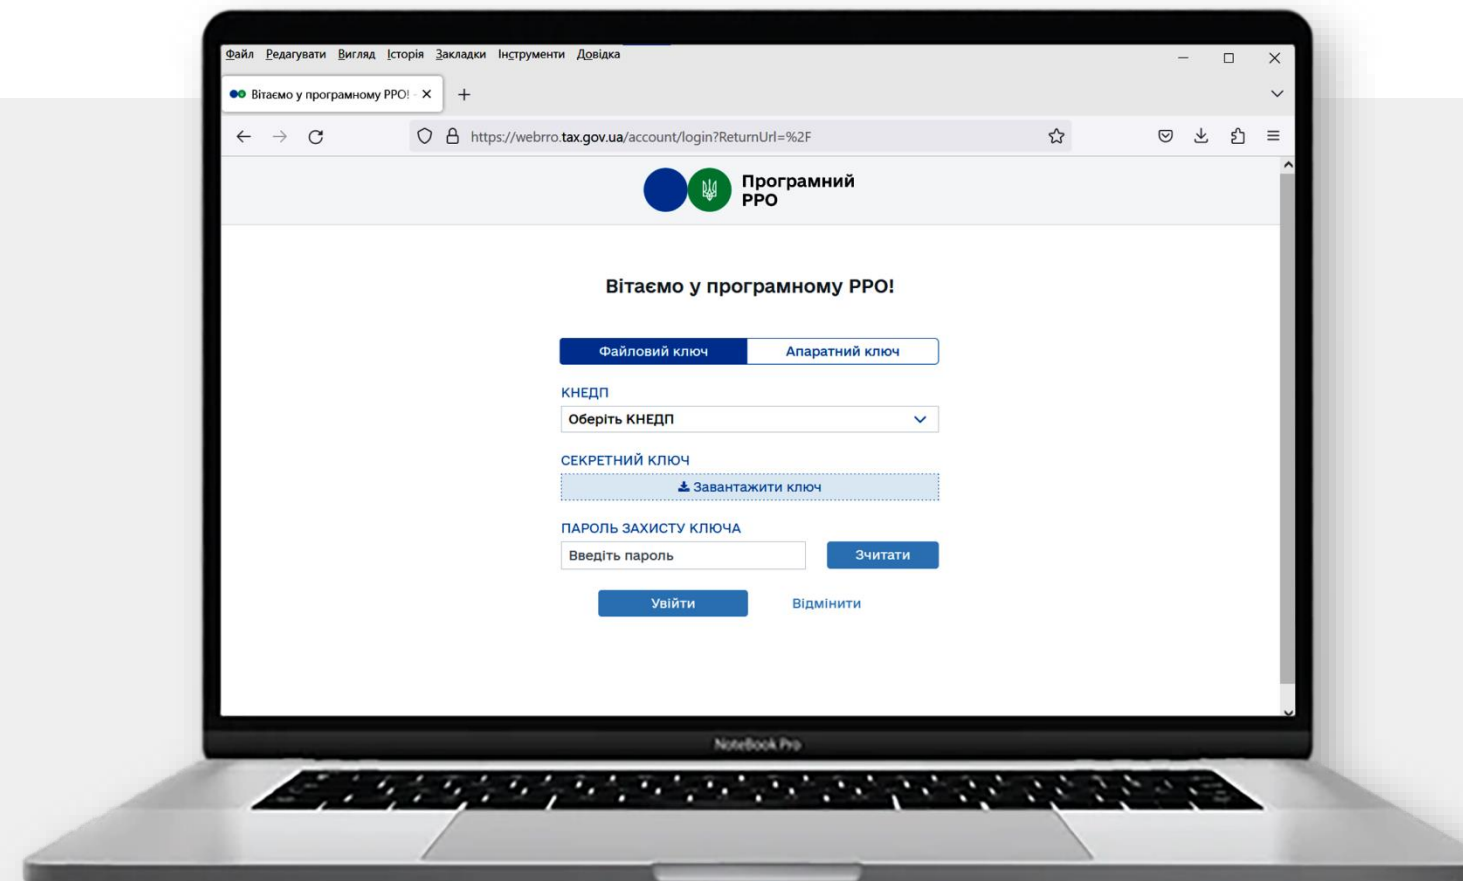 Файл Редагувати Вигляд Історія Закладки Інструменти Довідка
Вітаємо у програмному РРО! -
https://webrro.tax.gov.ua/account/login?ReturnUrl=%2F
Програмний
РРО
Вітаємо у програмному РРО!
Файловий ключ Апаратний ключ
КНЕДП
Оберіть КНЕДП
СЕКРЕТНИЙ КЛЮЧ
Завантажити ключ
ПАРОЛЬ ЗАХИСТУ КЛЮЧА
Введіть пароль Зчитати
Увійти Відмінити
NoteBook Pro